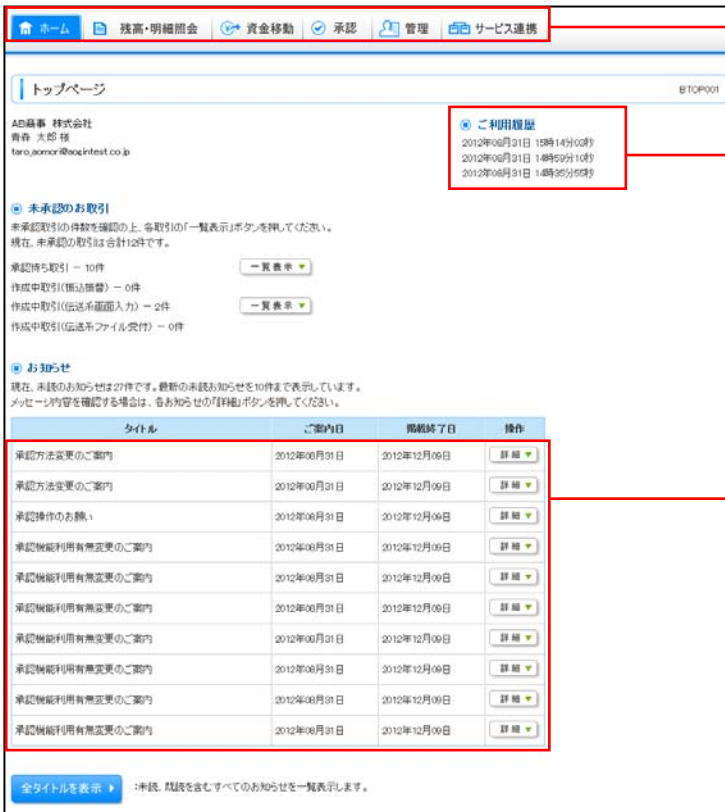 ホーム 残高・明細照会 資金移動 承認 管理 サービス連携
トップページ BTOP001
AB商事 株式会社
青森 太郎 様
taro_aomori@aogintest.co.jp
ご利用履歴
2012年08月31日 15時14分00秒
2012年08月31日 14時59分10秒
2012年08月31日 14時35分55秒
未承認のお取引
未承認取引の件数を確認の上、各取引の「一覧表示」ボタンを押してください。
現在、未承認の取引は合計12件です。
承認待ち取引 － 10件 一覧表示
作成中取引(振込振替) － 0件
作成中取引(伝送系画面入力) － 2件 一覧表示
作成中取引(伝送系ファイル受付) － 0件
お知らせ
現在、未読のお知らせは27件です。最新の未読お知らせを10件まで表示しています。
メッセージ内容を確認する場合は、各お知らせの「詳細」ボタンを押してください。
タイトル ご案内日 掲載終了日 操作
承認方法変更のご案内 2012年08月31日 2012年12月09日 詳細
承認方法変更のご案内 2012年08月31日 2012年12月09日 詳細
承認操作のお願い 2012年08月31日 2012年12月09日 詳細
承認機能利用有無変更のご案内 2012年08月31日 2012年12月09日 詳細
承認機能利用有無変更のご案内 2012年08月31日 2012年12月09日 詳細
承認機能利用有無変更のご案内 2012年08月31日 2012年12月09日 詳細
承認機能利用有無変更のご案内 2012年08月31日 2012年12月09日 詳細
承認機能利用有無変更のご案内 2012年08月31日 2012年12月09日 詳細
承認機能利用有無変更のご案内 2012年08月31日 2012年12月09日 詳細
承認機能利用有無変更のご案内 2012年08月31日 2012年12月09日 詳細
全タイトルを表示 :未読、既読を含むすべてのお知らせを一覧表示します。